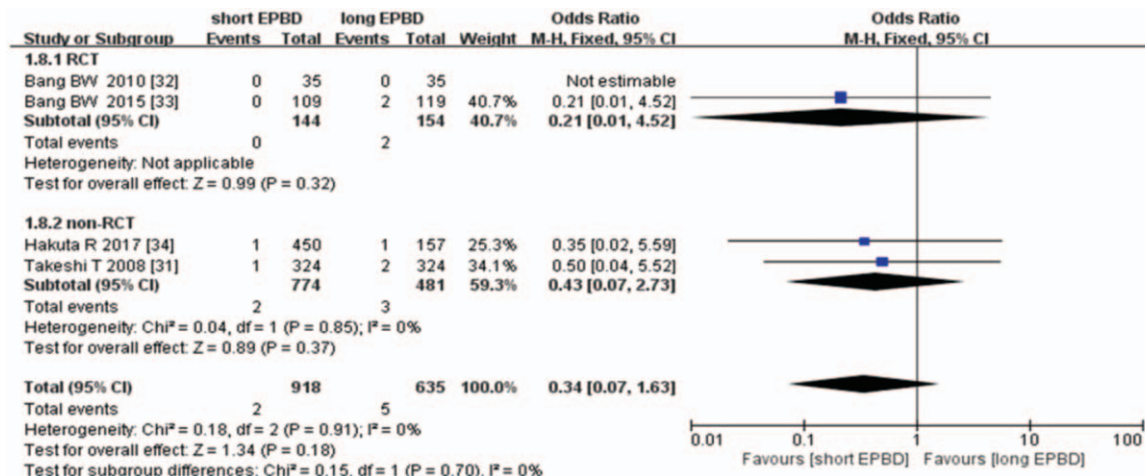 short EPBD long EPBD Odds Ratio Odds Ratio
Study or Subgroup Events Total Events Total Weight M-H, Fixed, 95% CI M-H, Fixed, 95% CI
1.8.1 RCT
Bang BW 2010 [32] 0 35 0 35 Not estimable
Bang BW 2015 [33] 0 109 2 119 40.7% 0.21 [0.01, 4.52]
Subtotal (95% CI) 144 154 40.7% 0.21 [0.01, 4.52]
Total events 0 2
Heterogeneity: Not applicable
Test for overall effect: Z = 0.99 (P = 0.32)
1.8.2 non-RCT
Hakuta R 2017 [34] 1 450 1 157 25.3% 0.35 [0.02, 5.59]
Takeshi T 2008 [31] 1 324 2 324 34.1% 0.50 [0.04, 5.52]
Subtotal (95% CI) 774 481 59.3% 0.43 [0.07, 2.73]
Total events 2 3
Heterogeneity: Chi² = 0.04, df = 1 (P = 0.85); I² = 0%
Test for overall effect: Z = 0.89 (P = 0.37)
Total (95% CI) 918 635 100.0% 0.34 [0.07, 1.63]
Total events 2 5
Heterogeneity: Chi² = 0.18, df = 2 (P = 0.91); I² = 0%
Test for overall effect: Z = 1.34 (P = 0.18)
Test for subgroup differences: Chi² = 0.15, df = 1 (P = 0.70), I² = 0%
0.01 0.1 1 10 100
Favours [short EPBD] Favours [long EPBD]